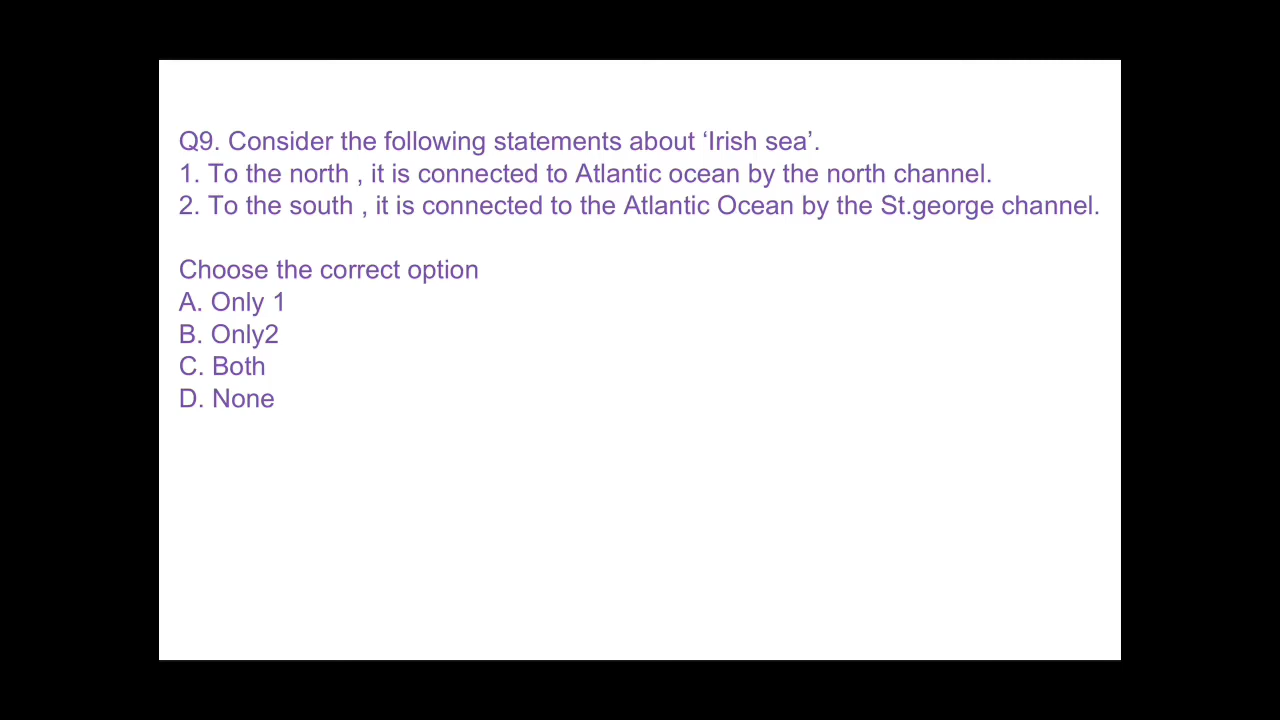 Q9. Consider the following statements about ‘Irish sea’.
1. To the north , it is connected to Atlantic ocean by the north channel.
2. To the south , it is connected to the Atlantic Ocean by the St.george channel.
Choose the correct option
A. Only 1
B. Only2
C. Both
D. None